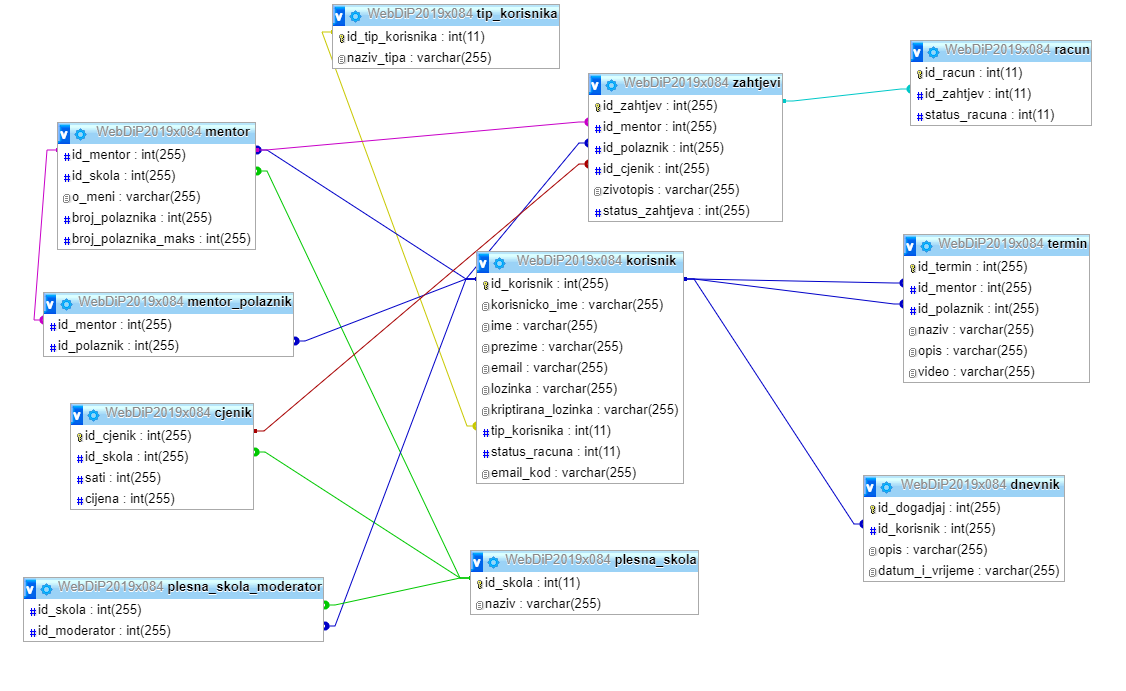 WebDiP2019x084 tip_korisnika
id_tip_korisnika : int(11)
naziv_tipa : varchar(255)
WebDiP2019x084 racun
id_racun : int(11)
id_zahtjev : int(11)
status_racuna : int(11)
WebDiP2019x084 zahtjevi
id_zahtjev : int(255)
id_mentor : int(255)
id_polaznik : int(255)
id_cjenik : int(255)
zivotopis : varchar(255)
status_zahtjeva : int(255)
WebDiP2019x084 mentor
id_mentor : int(255)
id_skola : int(255)
o_meni : varchar(255)
broj_polaznika : int(255)
broj_polaznika_maks : int(255)
WebDiP2019x084 termin
id_termin : int(255)
id_mentor : int(255)
id_polaznik : int(255)
naziv : varchar(255)
opis : varchar(255)
video : varchar(255)
WebDiP2019x084 korisnik
id_korisnik : int(255)
korisnicko_ime : varchar(255)
ime : varchar(255)
prezime : varchar(255)
email : varchar(255)
lozinka : varchar(255)
kriptirana_lozinka : varchar(255)
tip_korisnika : int(11)
status_racuna : int(11)
email_kod : varchar(255)
WebDiP2019x084 mentor_polaznik
id_mentor : int(255)
id_polaznik : int(255)
WebDiP2019x084 cjenik
id_cjenik : int(255)
id_skola : int(255)
sati : int(255)
cijena : int(255)
WebDiP2019x084 dnevnik
id_dogadjaj : int(255)
id_korisnik : int(255)
opis : varchar(255)
datum_i_vrijeme : varchar(255)
WebDiP2019x084 plesna_skola
id_skola : int(11)
naziv : varchar(255)
WebDiP2019x084 plesna_skola_moderator
id_skola : int(255)
id_moderator : int(255)